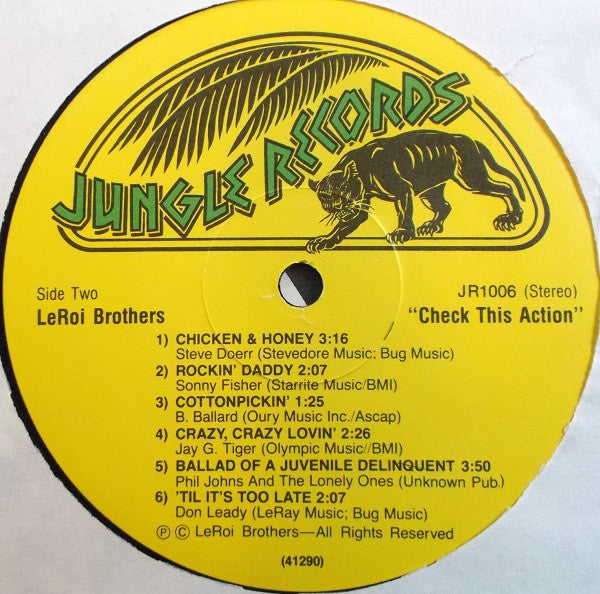 JUNGLE RECORDS
Side Two
LeRoi Brothers
JR1006 (Stereo)
"Check This Action"
1) CHICKEN & HONEY 3:16
Steve Doerr (Stevedore Music; Bug Music)
2) ROCKIN' DADDY 2:07
Sonny Fisher (Starrite Music/BMI)
3) COTTONPICKIN' 1:25
B. Ballard (Oury Music Inc./Ascap)
4) CRAZY, CRAZY LOVIN' 2:26
Jay G. Tiger (Olympic Music//BMI)
5) BALLAD OF A JUVENILE DELINQUENT 3:50
Phil Johns And The Lonely Ones (Unknown Pub.)
6) 'TIL IT'S TOO LATE 2:07
Don Leady (LeRay Music; Bug Music)
Ⓟ © LeRoi Brothers—All Rights Reserved
(41290)